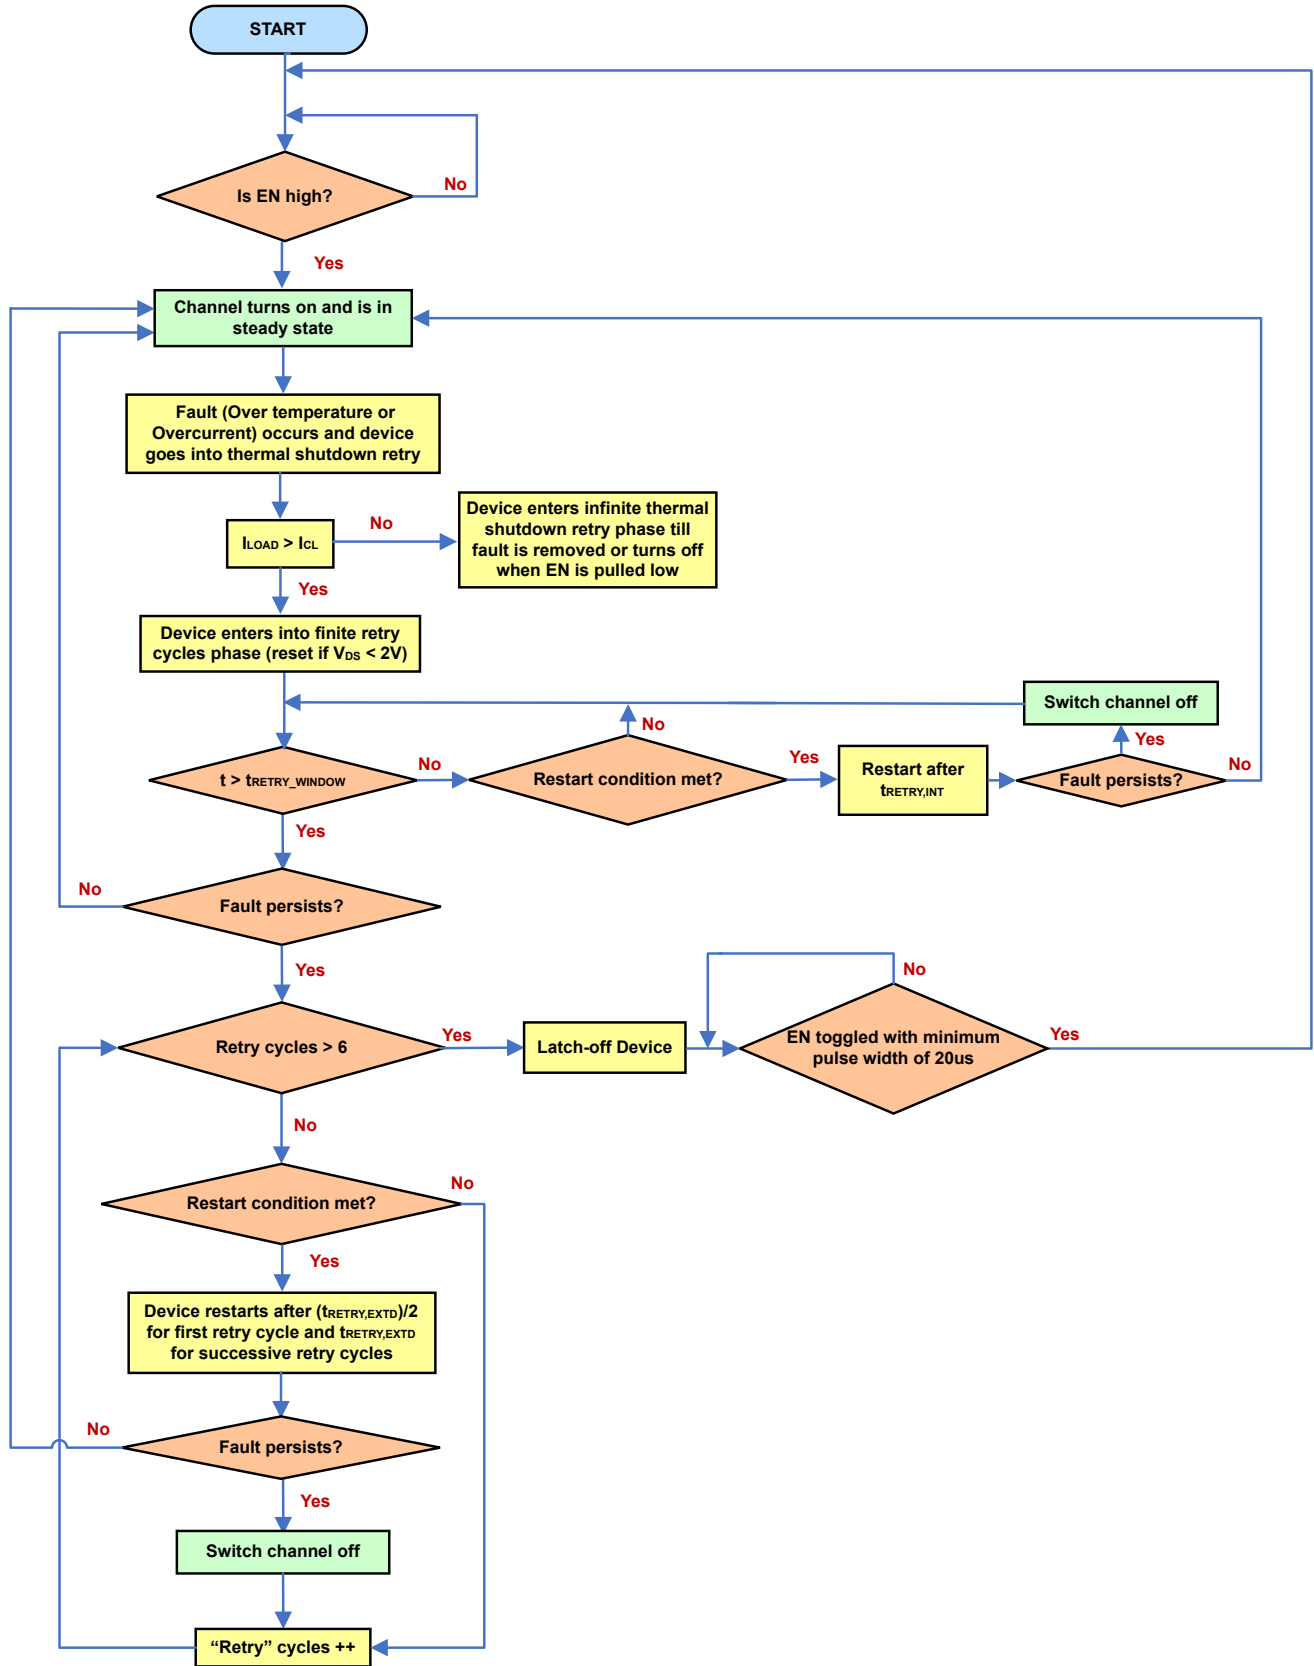 START
Is EN high?
No
Yes
Channel turns on and is in
steady state
Fault (Over temperature or
Overcurrent) occurs and device
goes into thermal shutdown retry
ILOAD > ICL
No
Device enters infinite thermal
shutdown retry phase till
fault is removed or turns off
when EN is pulled low
Yes
Device enters into finite retry
cycles phase (reset if VDS < 2V)
Switch channel off
No
Yes
t > tRETRY_WINDOW
No
Restart condition met?
Yes
Restart after
tRETRY,INT
Fault persists?
No
Yes
No
Fault persists?
Yes
No
Retry cycles > 6
Yes
Latch-off Device
EN toggled with minimum
pulse width of 20us
Yes
No
Restart condition met?
No
Yes
Device restarts after (tRETRY,EXTD)/2
for first retry cycle and tRETRY,EXTD
for successive retry cycles
No
Fault persists?
Yes
Switch channel off
“Retry” cycles ++